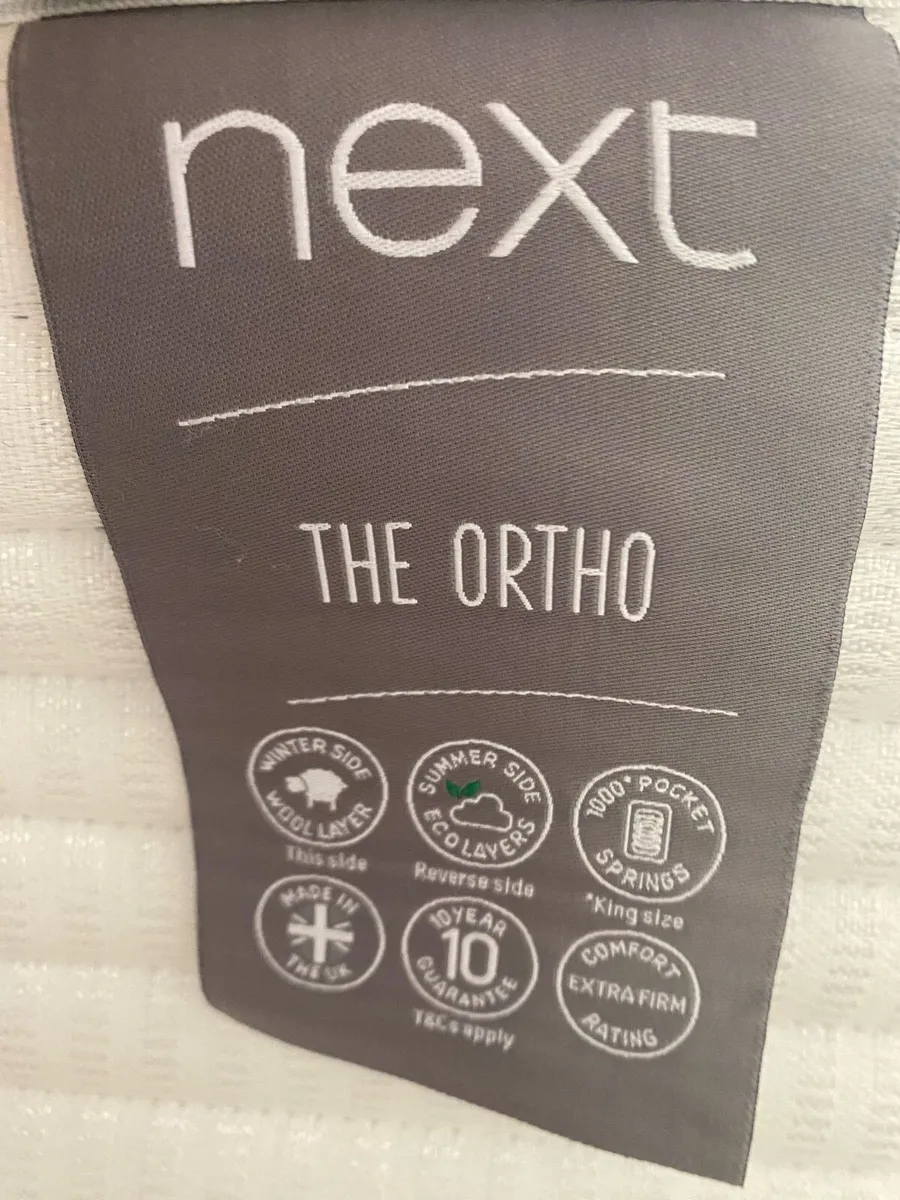 next
THE ORTHO
WINTER SIDE
WOOL LAYER
This side
SUMMER SIDE
ECO LAYERS
Reverse side
1000* POCKET
SPRINGS
*King size
MADE IN
THE UK
10 YEAR
10
GUARANTEE
T&Cs apply
COMFORT
EXTRA FIRM
RATING